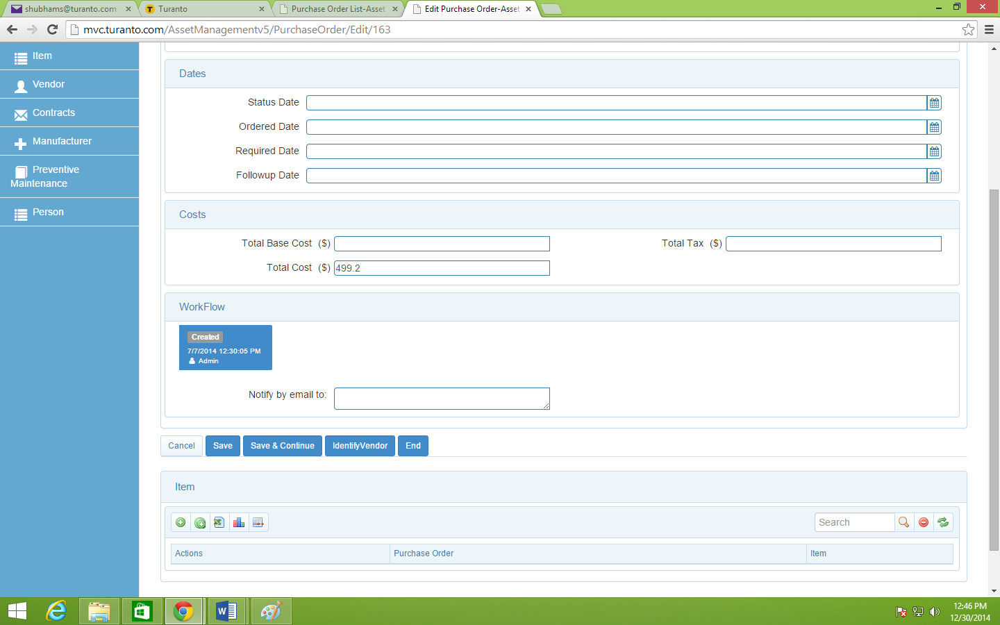 shubhams@turanto.com
Turanto
Purchase Order List-Asset
Edit Purchase Order-Asset
mvc.turanto.com/AssetManagementv5/PurchaseOrder/Edit/163
Item
Vendor
Contracts
Manufacturer
Preventive
Maintenance
Person
Dates
Status Date
Ordered Date
Required Date
Followup Date
Costs
Total Base Cost ($)
Total Tax ($)
Total Cost ($) 499.2
WorkFlow
Created
7/7/2014 12:30:05 PM
Admin
Notify by email to:
Cancel Save Save & Continue IdentifyVendor End
Item
Search
Actions Purchase Order Item
12:46 PM
12/30/2014